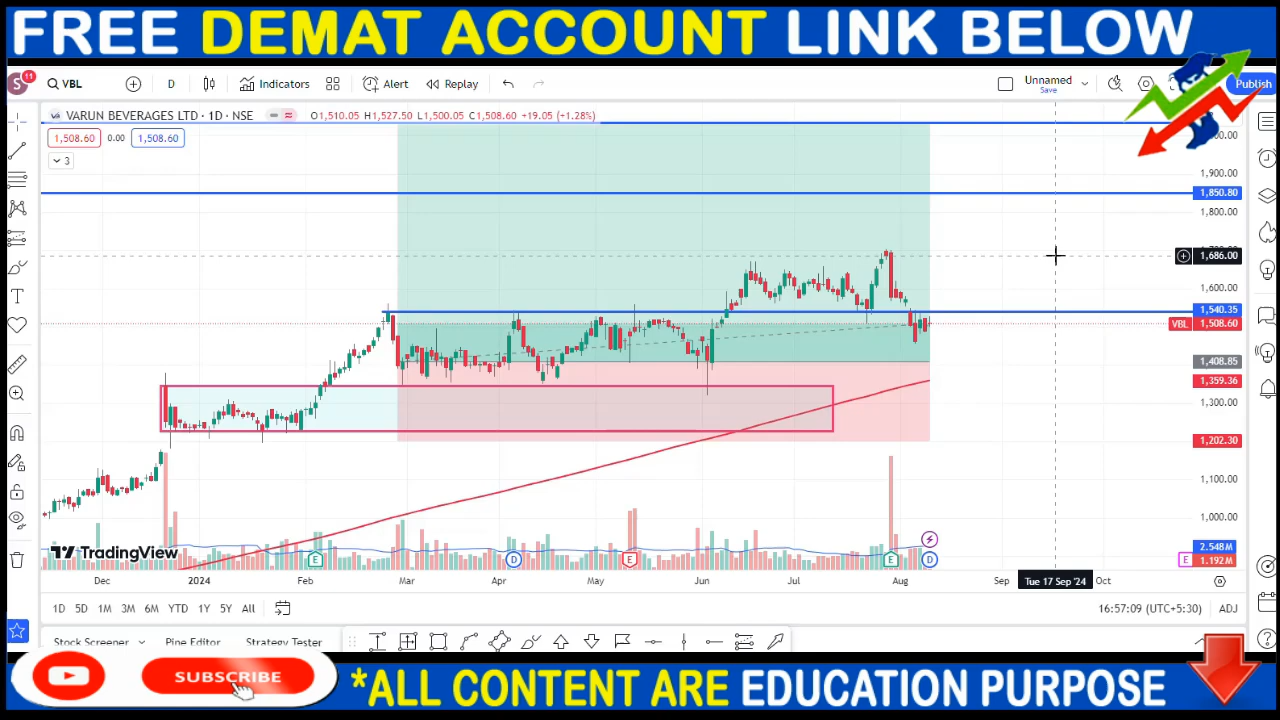 FREE DEMAT ACCOUNT LINK BELOW
S 11 VBL D Indicators Alert Replay Unnamed Save Publish
VARUN BEVERAGES LTD · 1D · NSE O1,510.05 H1,527.50 L1,500.05 C1,508.60 +19.05 (+1.28%)
1,508.60 0.00 1,508.60
3
1,900.00
1,850.80
1,800.00
1,686.00
1,600.00
1,540.35
VBL 1,508.60
1,408.85
1,359.36
1,300.00
1,202.30
1,100.00
1,000.00
TradingView
2.548M
E D E E D E 1.192M
Dec 2024 Feb Mar Apr May Jun Jul Aug Sep Tue 17 Sep '24 Oct
1D 5D 1M 3M 6M YTD 1Y 5Y All 16:57:09 (UTC+5:30) ADJ
Stock Screener Pine Editor Strategy Tester
SUBSCRIBE
*ALL CONTENT ARE EDUCATION PURPOSE